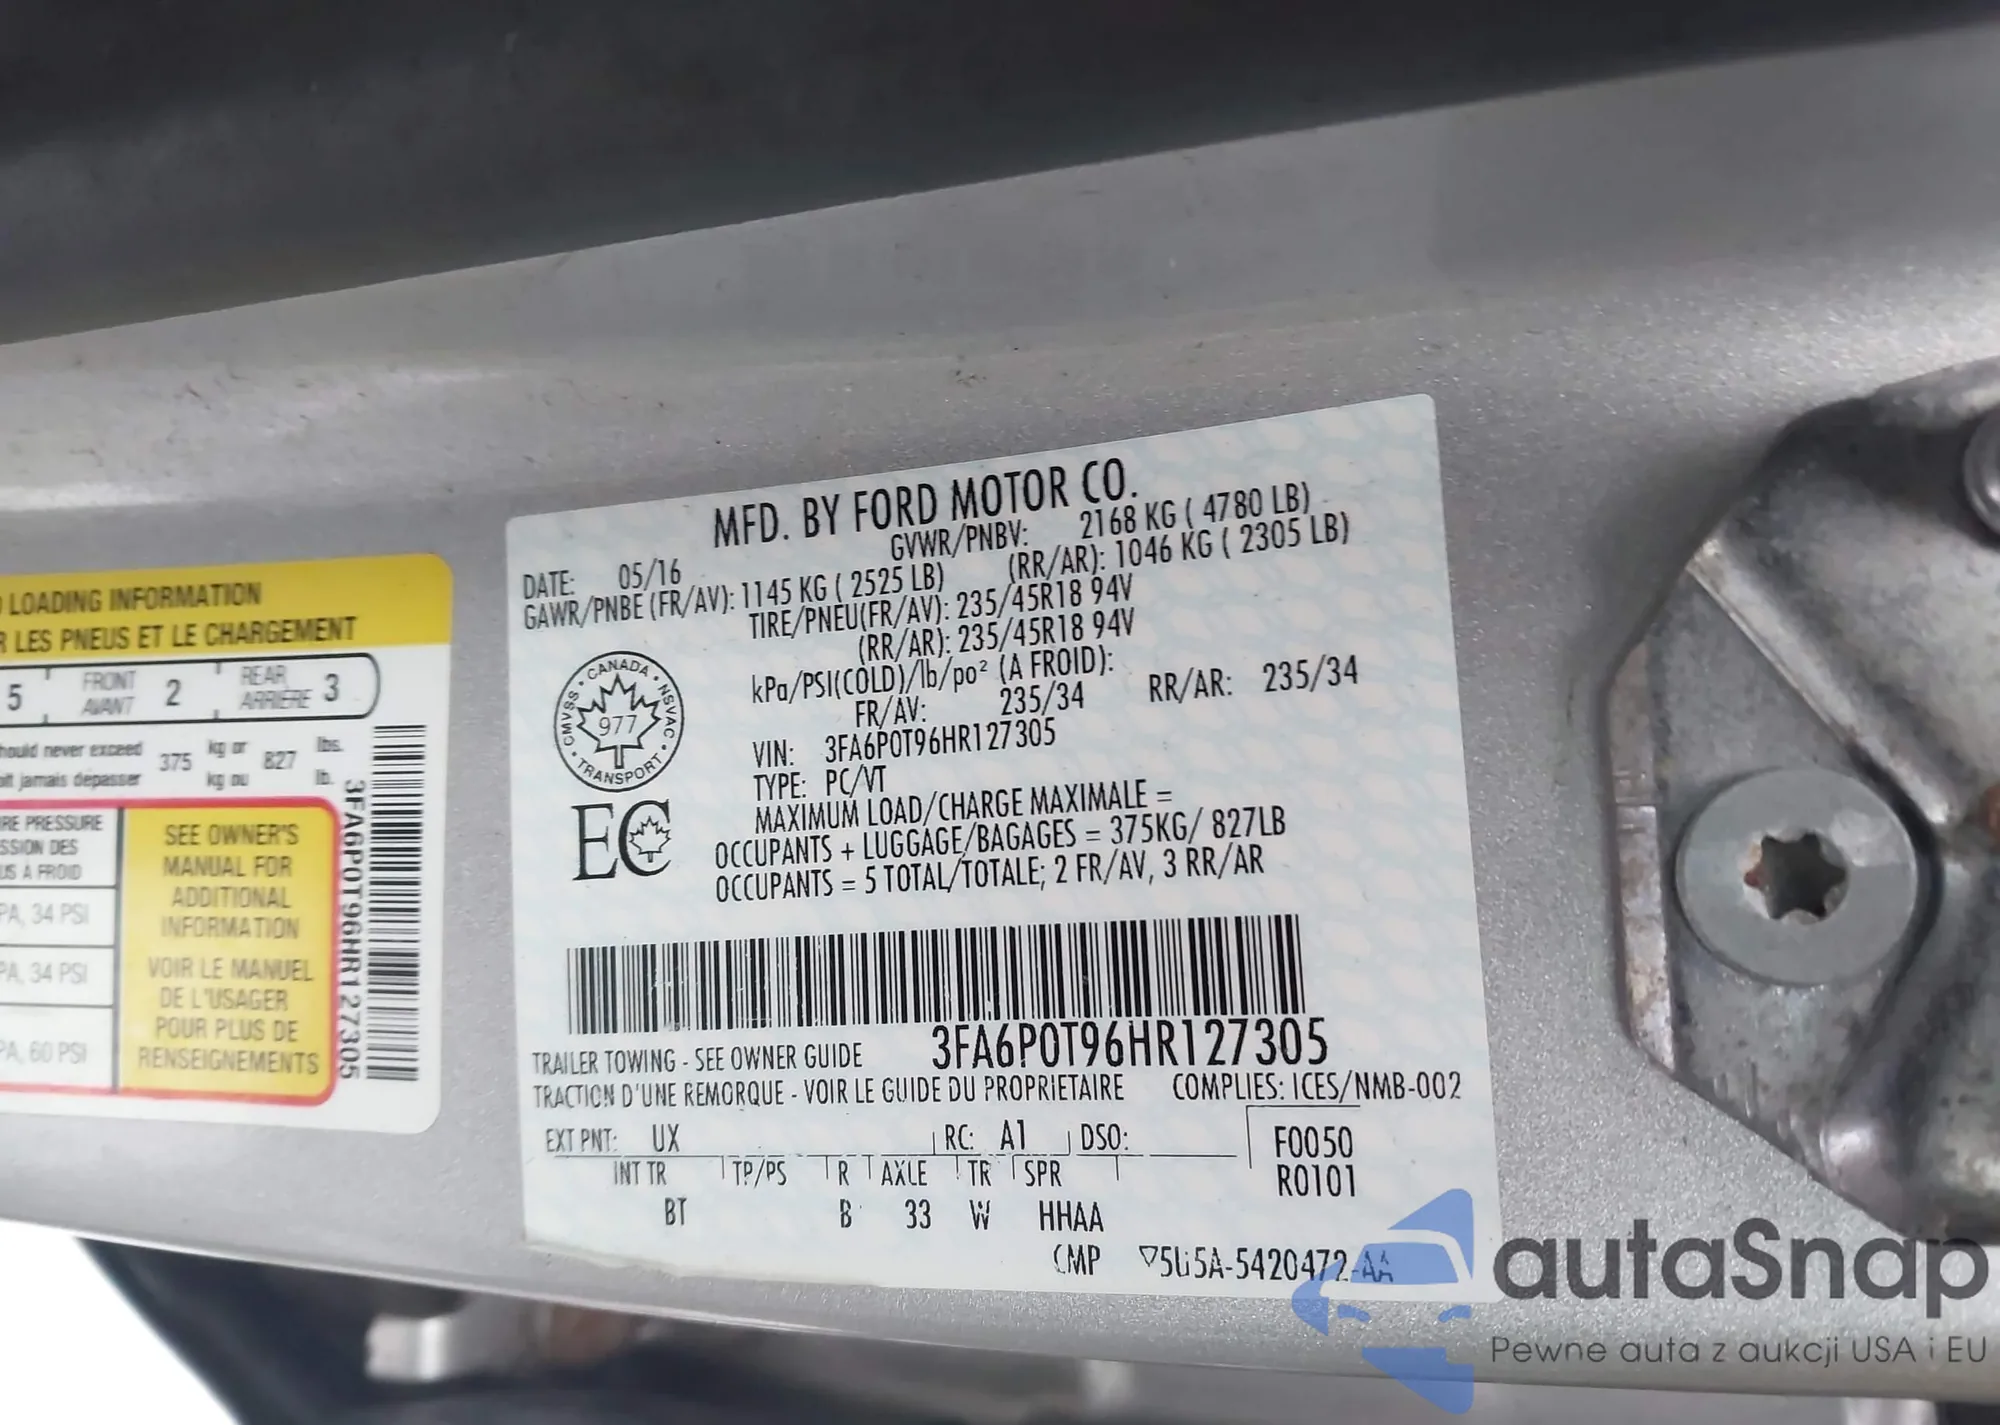 LOADING INFORMATION
LES PNEUS ET LE CHARGEMENT
5 FRONT AVANT 2 REAR ARRIÈRE 3
should never exceed 375 kg or 827 lbs.
jamais dépasser kg ou lb.
PRESSURE
DES
À FROID
34 PSI
34 PSI
60 PSI
SEE OWNER'S
MANUAL FOR
ADDITIONAL
INFORMATION
VOIR LE MANUEL
DE L'USAGER
POUR PLUS DE
RENSEIGNEMENTS
3FA6P0T96HR127305
MFD. BY FORD MOTOR CO.
DATE: 05/16 GVWR/PNBV: 2168 KG ( 4780 LB)
GAWR/PNBE (FR/AV): 1145 KG ( 2525 LB) (RR/AR): 1046 KG ( 2305 LB)
TIRE/PNEU(FR/AV): 235/45R18 94V
(RR/AR): 235/45R18 94V
kPa/PSI(COLD)/lb/po² (A FROID):
FR/AV: 235/34 RR/AR: 235/34
VIN: 3FA6P0T96HR127305
TYPE: PC/VT
MAXIMUM LOAD/CHARGE MAXIMALE =
OCCUPANTS + LUGGAGE/BAGAGES = 375KG/ 827LB
OCCUPANTS = 5 TOTAL/TOTALE; 2 FR/AV, 3 RR/AR
CMVSS • CANADA • NSVAC • TRANSPORT •
977
EC
3FA6P0T96HR127305
TRAILER TOWING - SEE OWNER GUIDE
TRACTION D'UNE REMORQUE - VOIR LE GUIDE DU PROPRIETAIRE COMPLIES: ICES/NMB-002
EXT PNT: UX RC: A1 DSO: F0050
INT TR TP/PS R AXLE TR SPR R0101
BT B 33 W HHAA
CMP ▽5U5A-5420472-AA
autoSnap
Pewne auta z aukcji USA i EU